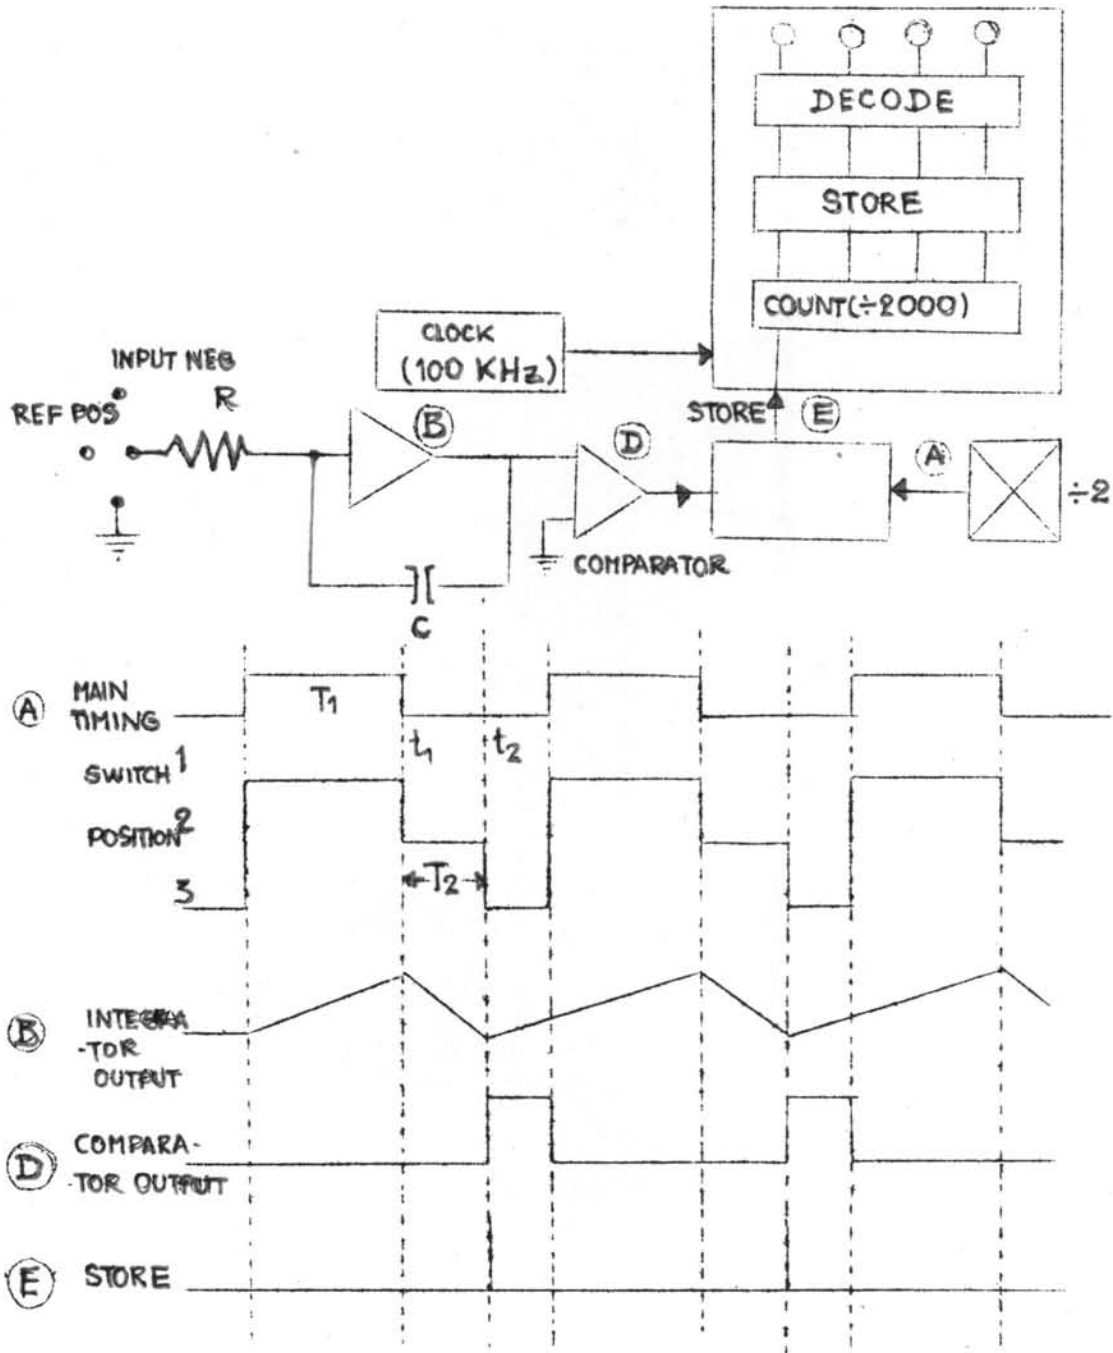 DECODE
STORE
COUNT(÷2000)
CLOCK
(100 KHz)
INPUT NEG
REF POS
R
B
STORE
E
D
A
÷2
COMPARATOR
C
A
MAIN
TIMING
T1
t1
t2
SWITCH 1
POSITION 2
3
T2
B
INTEGRA
-TOR
OUTPUT
D
COMPARA-
-TOR OUTPUT
E
STORE